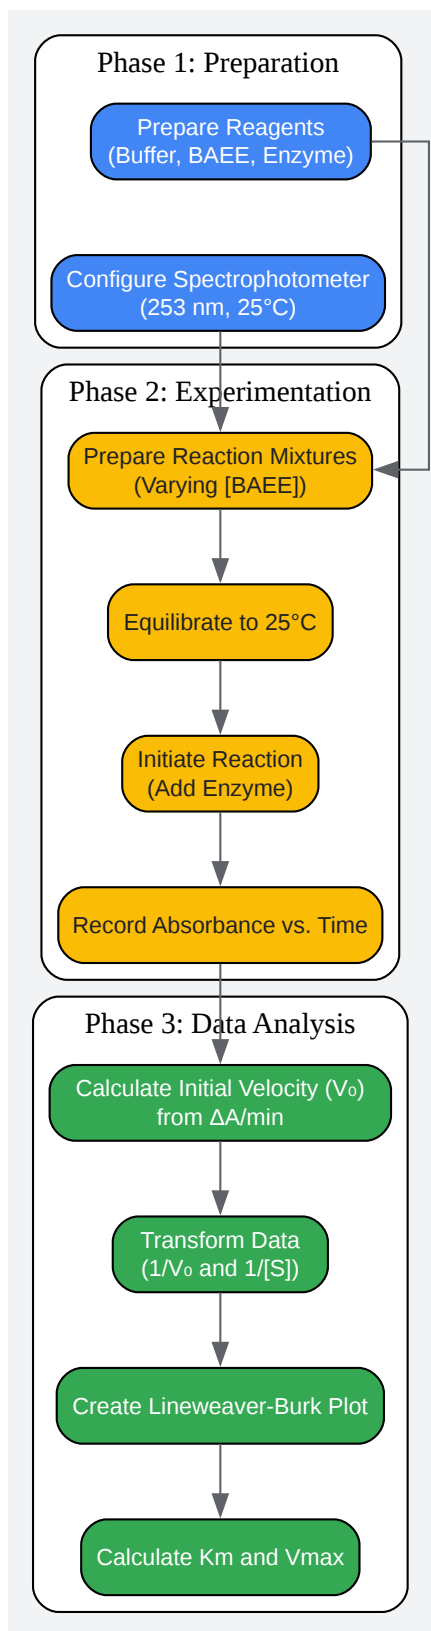 Phase 1: Preparation
Prepare Reagents
(Buffer, BAEE, Enzyme)
Configure Spectrophotometer
(253 nm, 25°C)
Phase 2: Experimentation
Prepare Reaction Mixtures
(Varying [BAEE])
Equilibrate to 25°C
Initiate Reaction
(Add Enzyme)
Record Absorbance vs. Time
Phase 3: Data Analysis
Calculate Initial Velocity (V₀)
from ΔA/min
Transform Data
(1/V₀ and 1/[S])
Create Lineweaver-Burk Plot
Calculate Km and Vmax